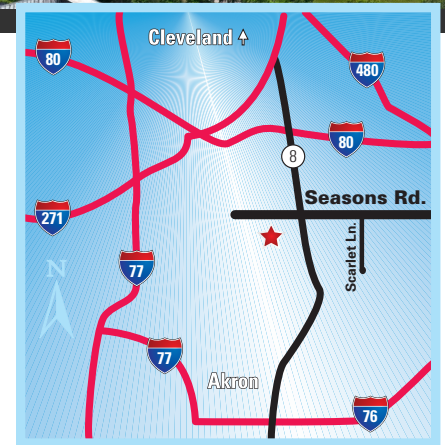 Cleveland
80
480
80
8
Seasons Rd.
271
Scarlet Ln.
N
77
77
Akron
76